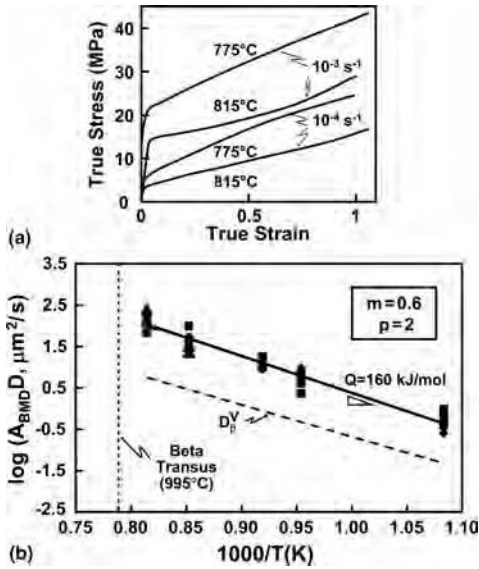 40
30
20
10
0
True Stress (MPa)
775°C
10⁻³ s⁻¹
815°C
10⁻⁴ s⁻¹
775°C
815°C
0 0.5 1
True Strain
(a)
3.5
2.5
1.5
0.5
-0.5
-1.5
-2.5
log (A_BMD D, μm²/s)
m=0.6
p=2
Q=160 kJ/mol
D_β^V
Beta
Transus
(995°C)
0.75 0.80 0.85 0.90 0.95 1.00 1.05 1.10
1000/T(K)
(b)